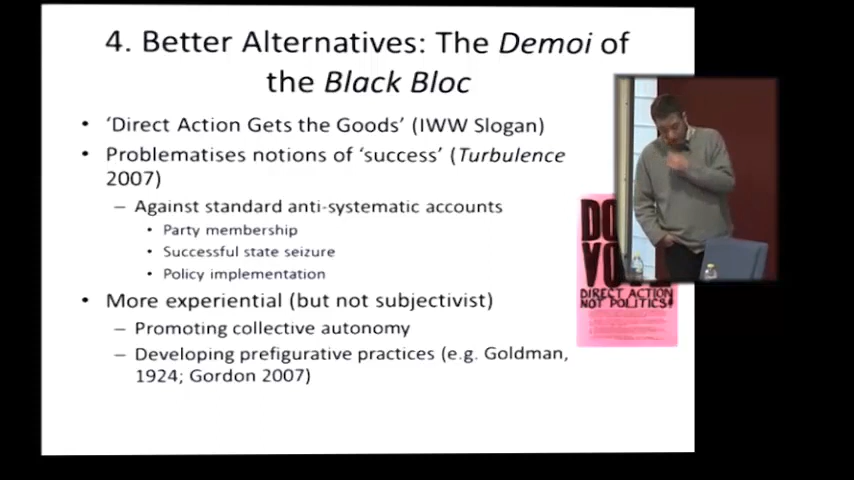 4. Better Alternatives: The Demoi of
the Black Bloc
• 'Direct Action Gets the Goods' (IWW Slogan)
• Problematises notions of 'success' (Turbulence
2007)
– Against standard anti-systematic accounts
• Party membership
• Successful state seizure
• Policy implementation
• More experiential (but not subjectivist)
– Promoting collective autonomy
– Developing prefigurative practices (e.g. Goldman,
1924; Gordon 2007)
DIRECT ACTION
NOT POLITICS!